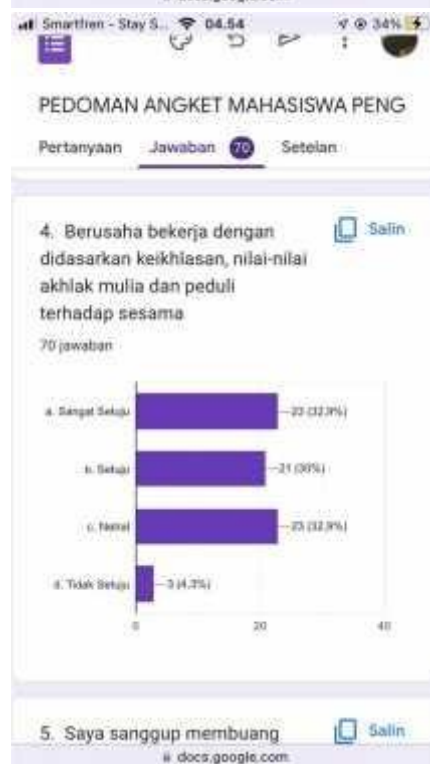 Smartfren - Stay S... 04.54 34%
PEDOMAN ANGKET MAHASISWA PENG
Pertanyaan Jawaban 70 Setelan
4. Berusaha bekerja dengan Salin
didasarkan keikhlasan, nilai-nilai
akhlak mulia dan peduli
terhadap sesama
70 jawaban
a. Sangat Setuju 23 (32,9%)
b. Setuju 21 (30%)
c. Netral 23 (32,9%)
d. Tidak Setuju 3 (4,3%)
0 20 40
5. Saya sanggup membuang Salin
docs.google.com